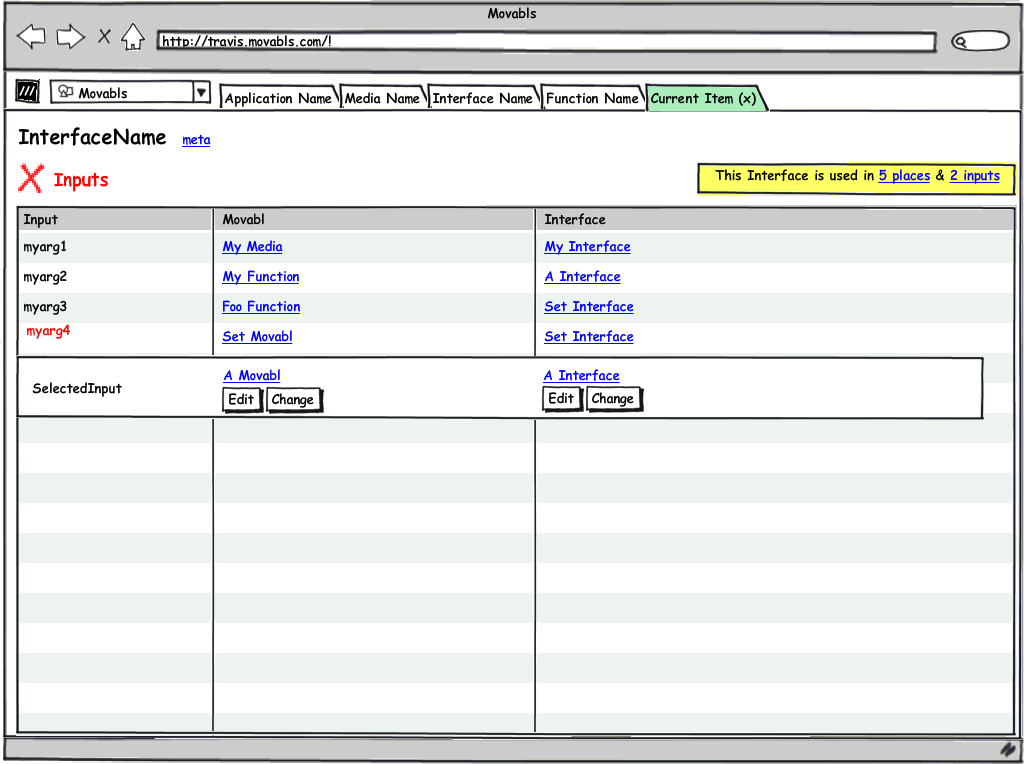 Movabls
http://travis.movabls.com/!
Movabls
Application Name
Media Name
Interface Name
Function Name
Current Item (x)
InterfaceName meta
Inputs
This Interface is used in 5 places & 2 inputs
Input Movabl Interface
myarg1 My Media My Interface
myarg2 My Function A Interface
myarg3 Foo Function Set Interface
myarg4 Set Movabl Set Interface
SelectedInput A Movabl A Interface
Edit Change Edit Change